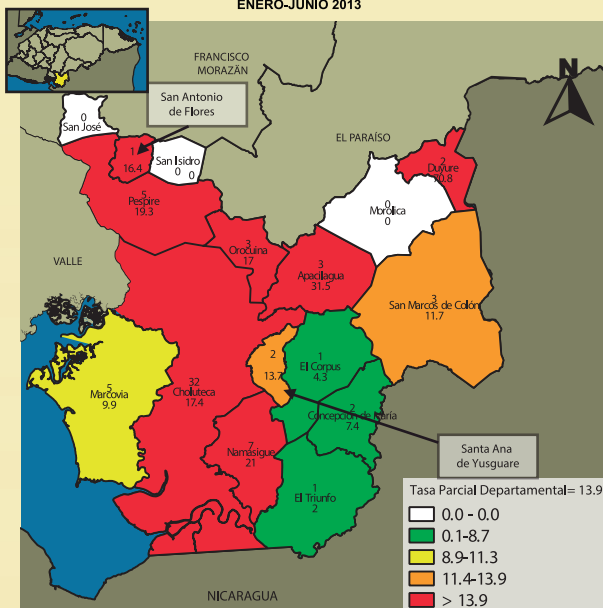 ENERO-JUNIO 2013
FRANCISCO
MORAZÄN
N
San Antonio
de Flores
0
San José
EL PARAÍSO
1
16.4
San Isidro
0 0
2
Duyure
70.8
5
Pespire
19.3
0
Morolica
0
3
Orocuina
17
VALLE
3
Apacilagua
31.5
3
San Marcos de Colón
11.7
2
13.7
1
El Corpus
4.3
5
Marcovia
9.9
32
Choluteca
17.4
2
Concepción de María
7.4
7
Namasigue
21
Santa Ana
de Yusguare
1
El Triunfo
2
Tasa Parcial Departamental= 13.9
0.0 - 0.0
0.1-8.7
8.9-11.3
11.4-13.9
> 13.9
NICARAGUA